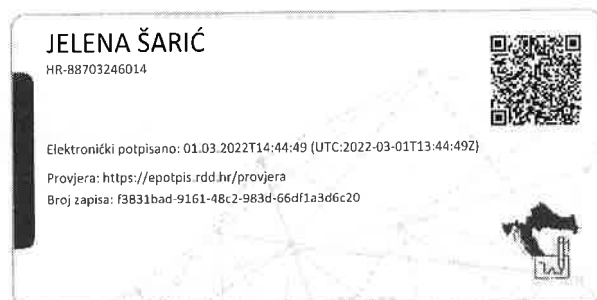 JELENA ŠARIĆ
HR-88703246014
Elektronički potpisano: 01.03.2022T14:44:49 (UTC:2022-03-01T13:44:49Z)
Provjera: https://epotpis.rdd.hr/provjera
Broj zapisa: f3831bad-9161-48c2-983d-66df1a3d6c20